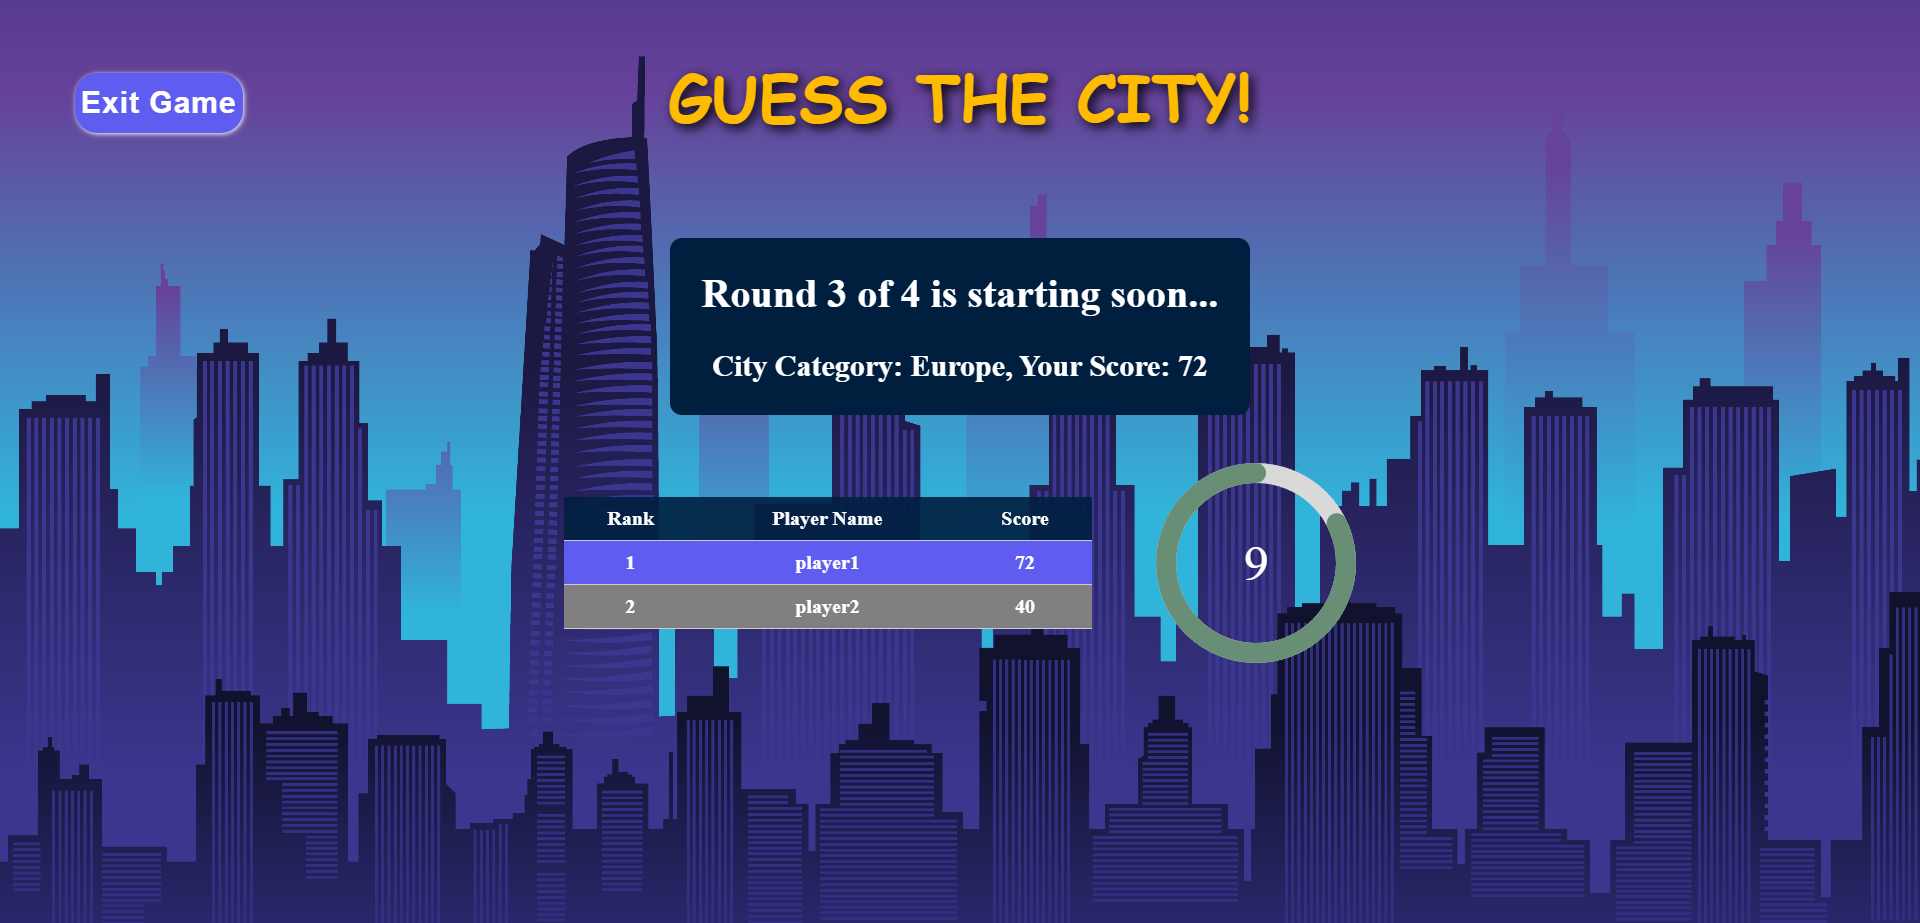 Exit Game
GUESS THE CITY!
Round 3 of 4 is starting soon...
City Category: Europe, Your Score: 72
Rank Player Name Score
1 player1 72
2 player2 40
9